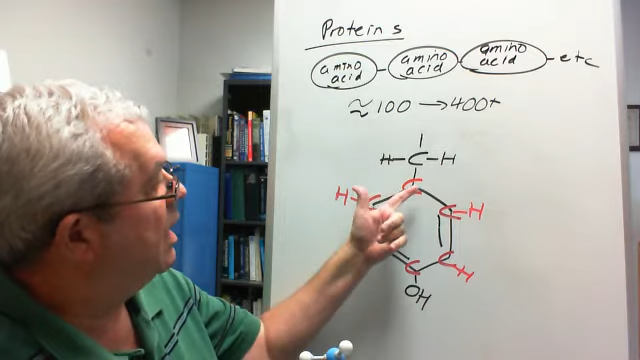 Proteins
amino acid - amino acid - amino acid - etc
≈ 100 → 400+
H-C-H
C
H-C C-H
C C-H
C
OH